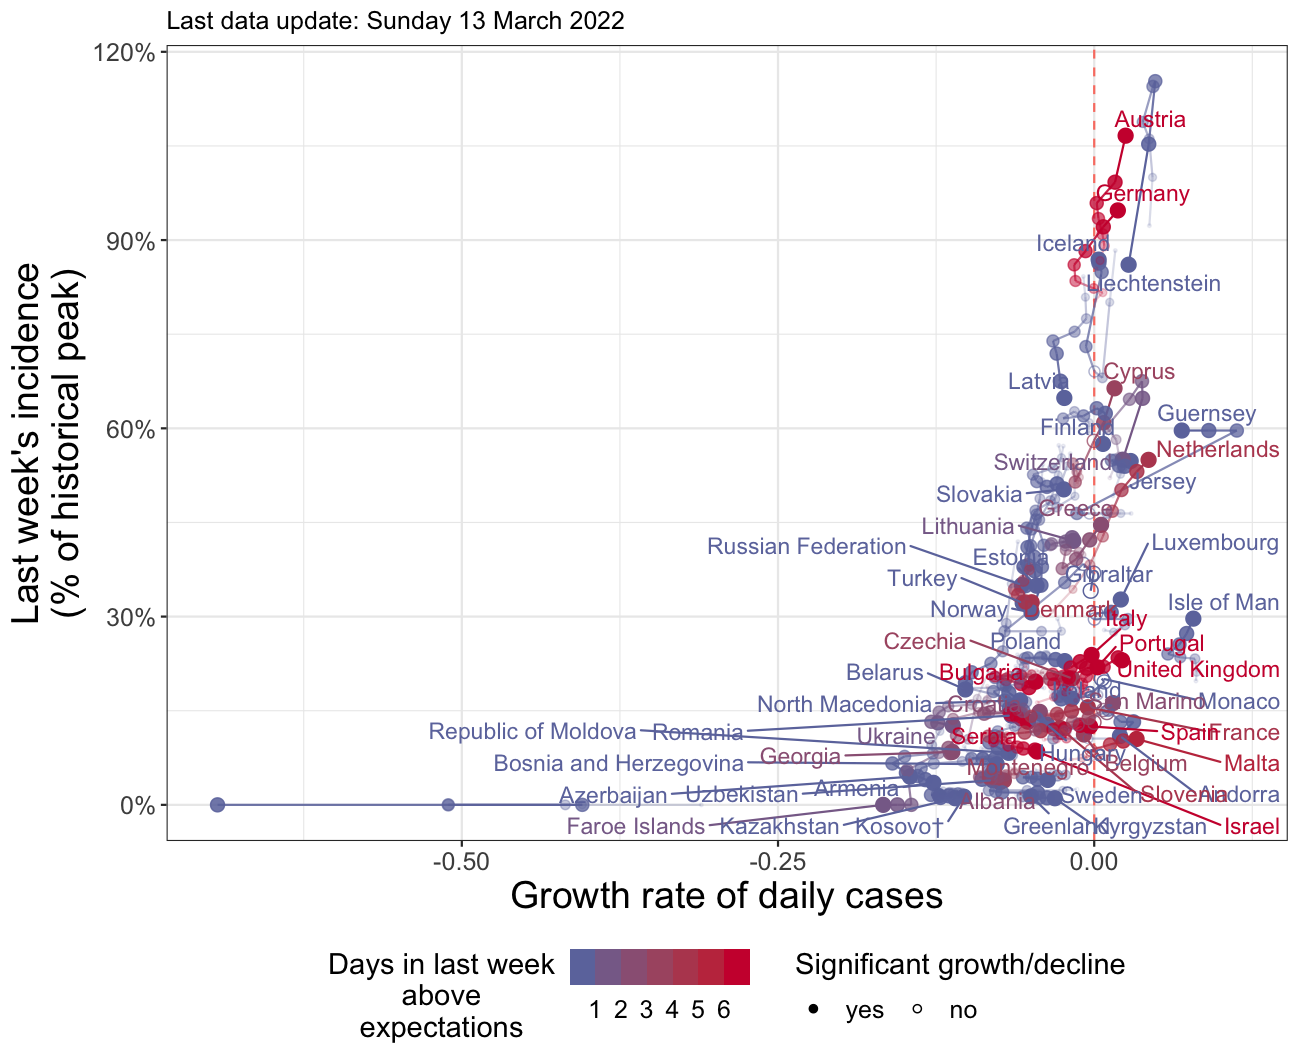 Last data update: Sunday 13 March 2022
120%
90%
60%
30%
0%
Last week's incidence
(% of historical peak)
Austria
Germany
Iceland
Liechtenstein
Latvia
Cyprus
Guernsey
Finland
Netherlands
Switzerland
Jersey
Slovakia
Greece
Lithuania
Russian Federation
Luxembourg
Estonia
Gibraltar
Turkey
Isle of Man
Norway
Denmark
Italy
Czechia
Poland
Portugal
Belarus
Bulgaria
United Kingdom
North Macedonia
Croatia
San Marino
Monaco
Republic of Moldova
Romania
Ukraine
Serbia
Spain
France
Georgia
Hungary
Bosnia and Herzegovina
Montenegro
Belgium
Malta
Azerbaijan
Uzbekistan
Armenia
Albania
Sweden
Slovenia
Andorra
Faroe Islands
Kazakhstan
Kosovo†
Greenland
Kyrgyzstan
Israel
-0.50
-0.25
0.00
Growth rate of daily cases
Days in last week
above
expectations
1 2 3 4 5 6
Significant growth/decline
yes
no